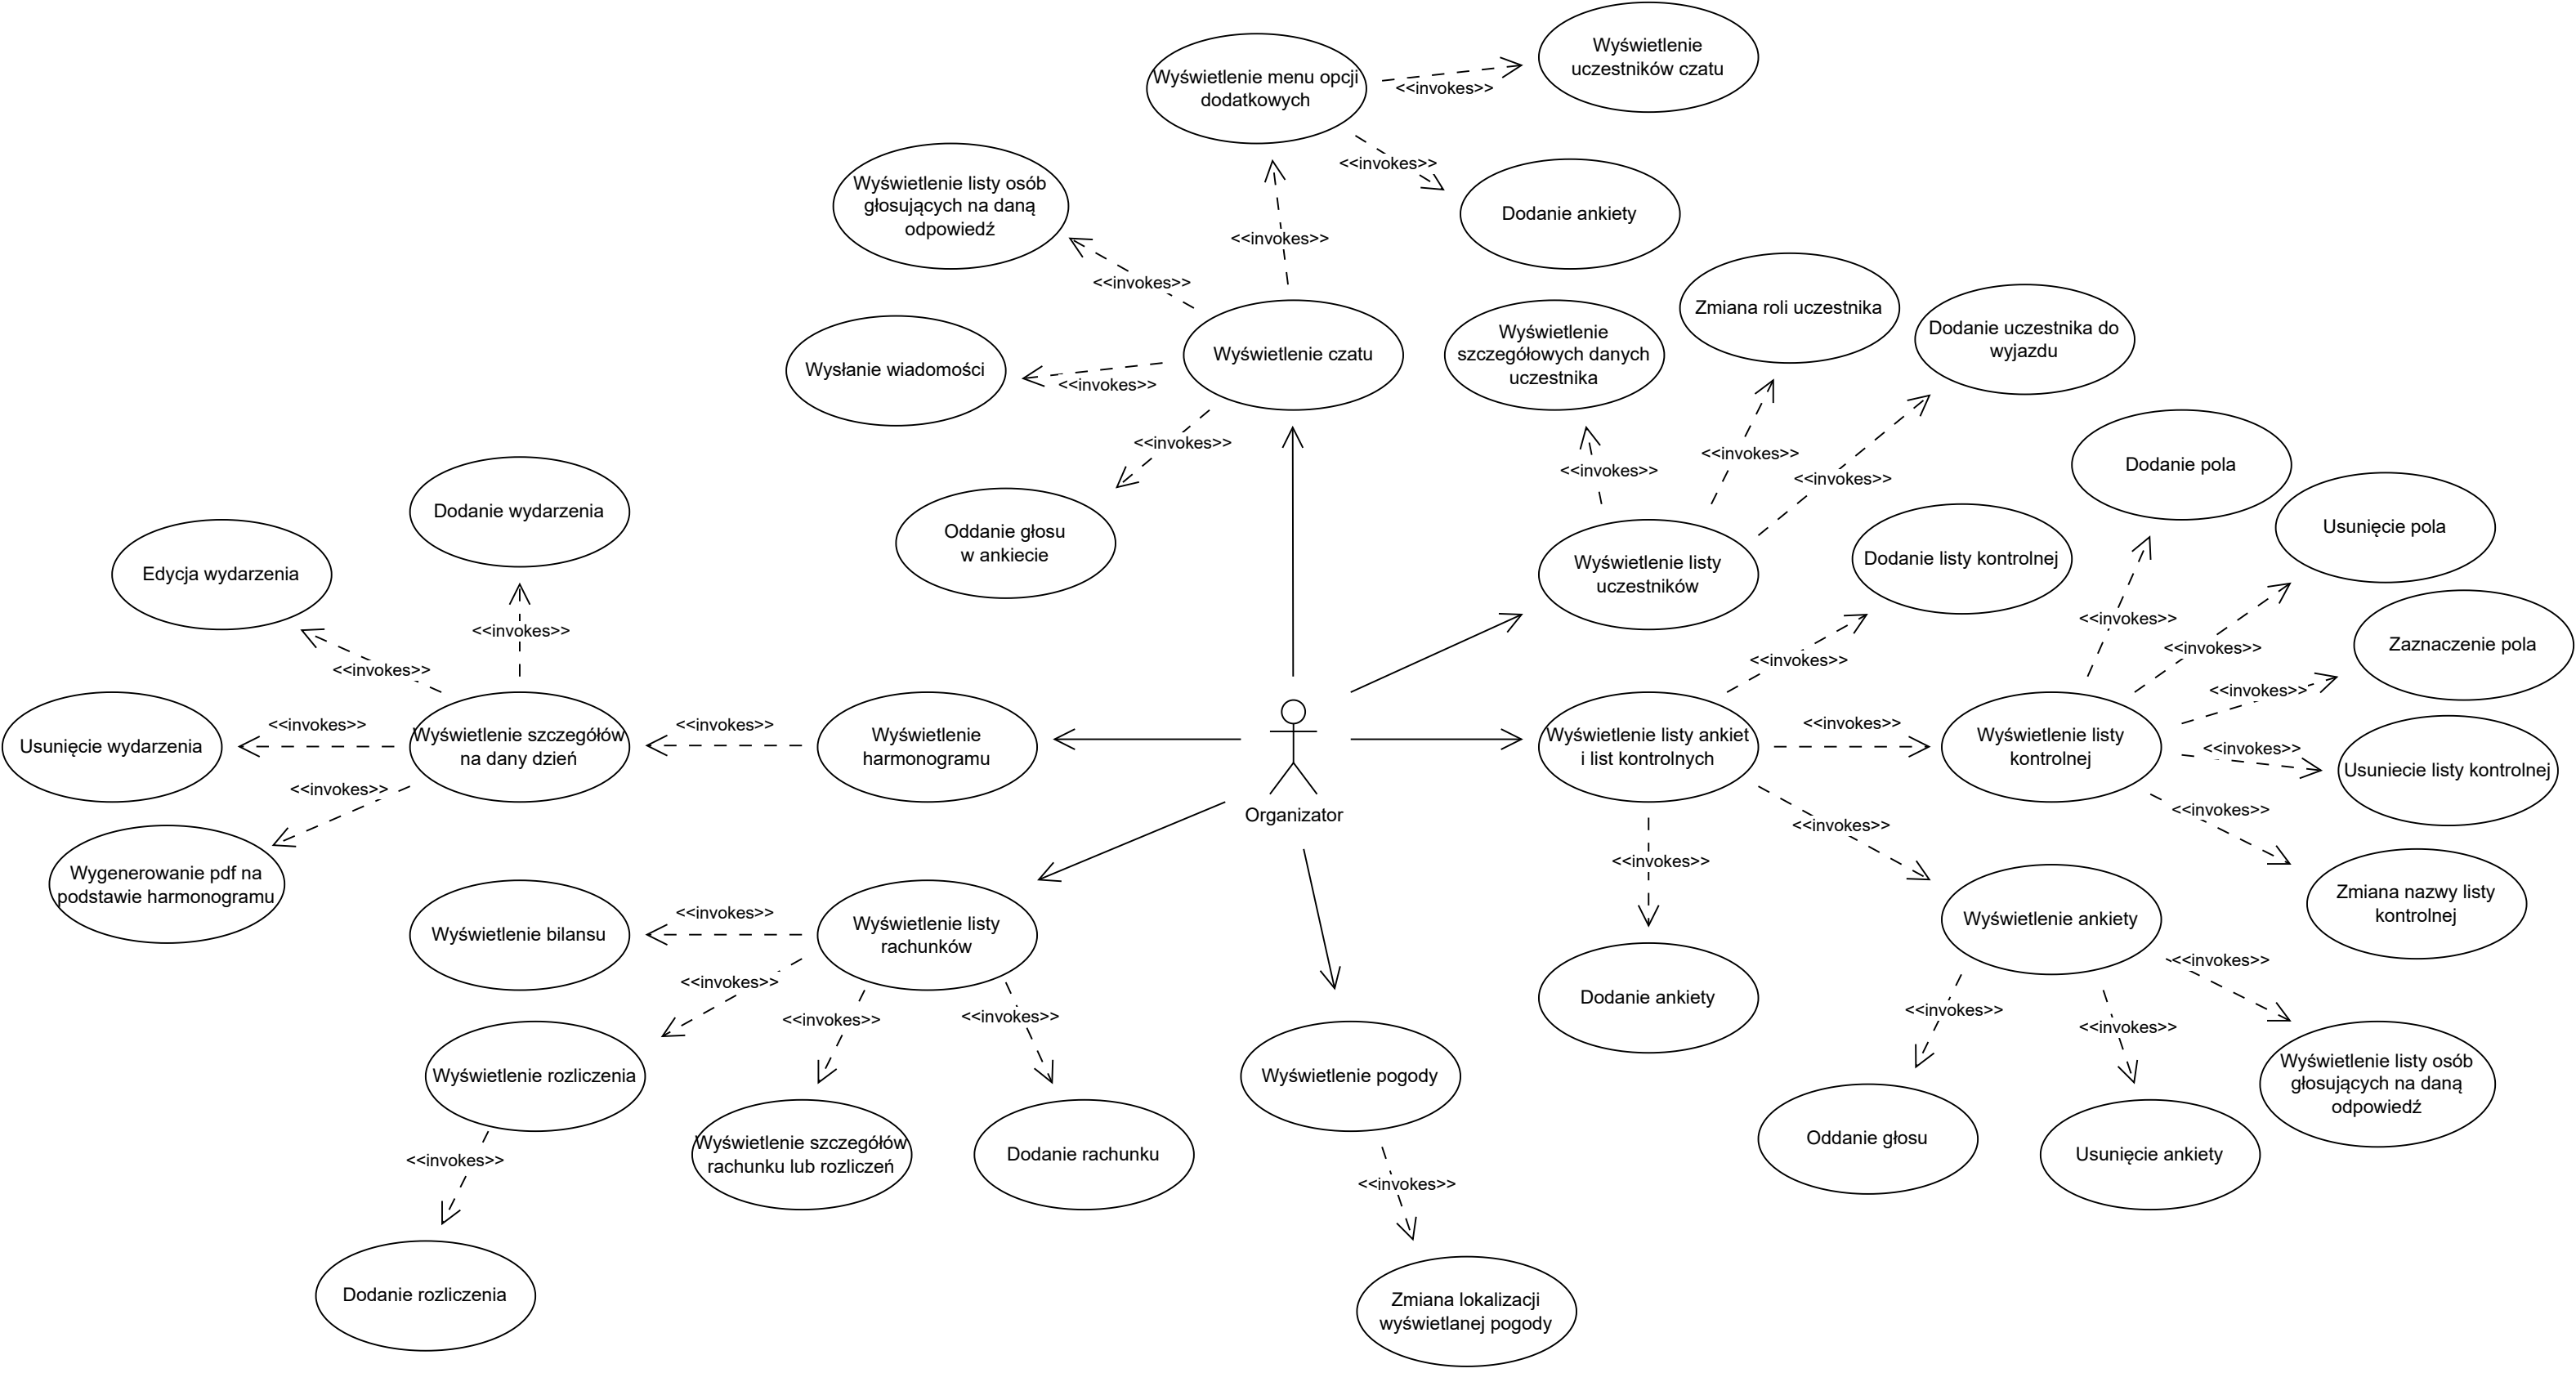 Wyświetlenie
uczestników czatu
Wyświetlenie menu opcji
dodatkowych
<<invokes>>
<<invokes>>
Dodanie ankiety
Wyświetlenie listy osób
głosujących na daną
odpowiedź
<<invokes>>
<<invokes>>
Wyświetlenie czatu
Wysłanie wiadomości
<<invokes>>
<<invokes>>
Oddanie głosu
w ankiecie
Zmiana roli uczestnika
Wyświetlenie
szczegółowych danych
uczestnika
Dodanie uczestnika do
wyjazdu
<<invokes>>
<<invokes>>
<<invokes>>
Wyświetlenie listy
uczestników
Dodanie listy kontrolnej
Dodanie pola
Usunięcie pola
Zaznaczenie pola
<<invokes>>
<<invokes>>
<<invokes>>
<<invokes>>
<<invokes>>
Wyświetlenie listy ankiet
i list kontrolnych
<<invokes>>
Wyświetlenie listy
kontrolnej
Usuniecie listy kontrolnej
<<invokes>>
Zmiana nazwy listy
kontrolnej
Dodanie wydarzenia
Edycja wydarzenia
<<invokes>>
<<invokes>>
Usunięcie wydarzenia
<<invokes>>
Wyświetlenie szczegółów
na dany dzień
<<invokes>>
Wyświetlenie
harmonogramu
<<invokes>>
Wygenerowanie pdf na
podstawie harmonogramu
Organizator
<<invokes>>
<<invokes>>
Wyświetlenie ankiety
Dodanie ankiety
<<invokes>>
<<invokes>>
<<invokes>>
Wyświetlenie listy osób
głosujących na daną
odpowiedź
Oddanie głosu
Usunięcie ankiety
Wyświetlenie bilansu
<<invokes>>
Wyświetlenie listy
rachunków
<<invokes>>
<<invokes>>
<<invokes>>
Wyświetlenie rozliczenia
Wyświetlenie szczegółów
rachunku lub rozliczeń
Dodanie rachunku
Wyświetlenie pogody
<<invokes>>
<<invokes>>
Dodanie rozliczenia
Zmiana lokalizacji
wyświetlanej pogody